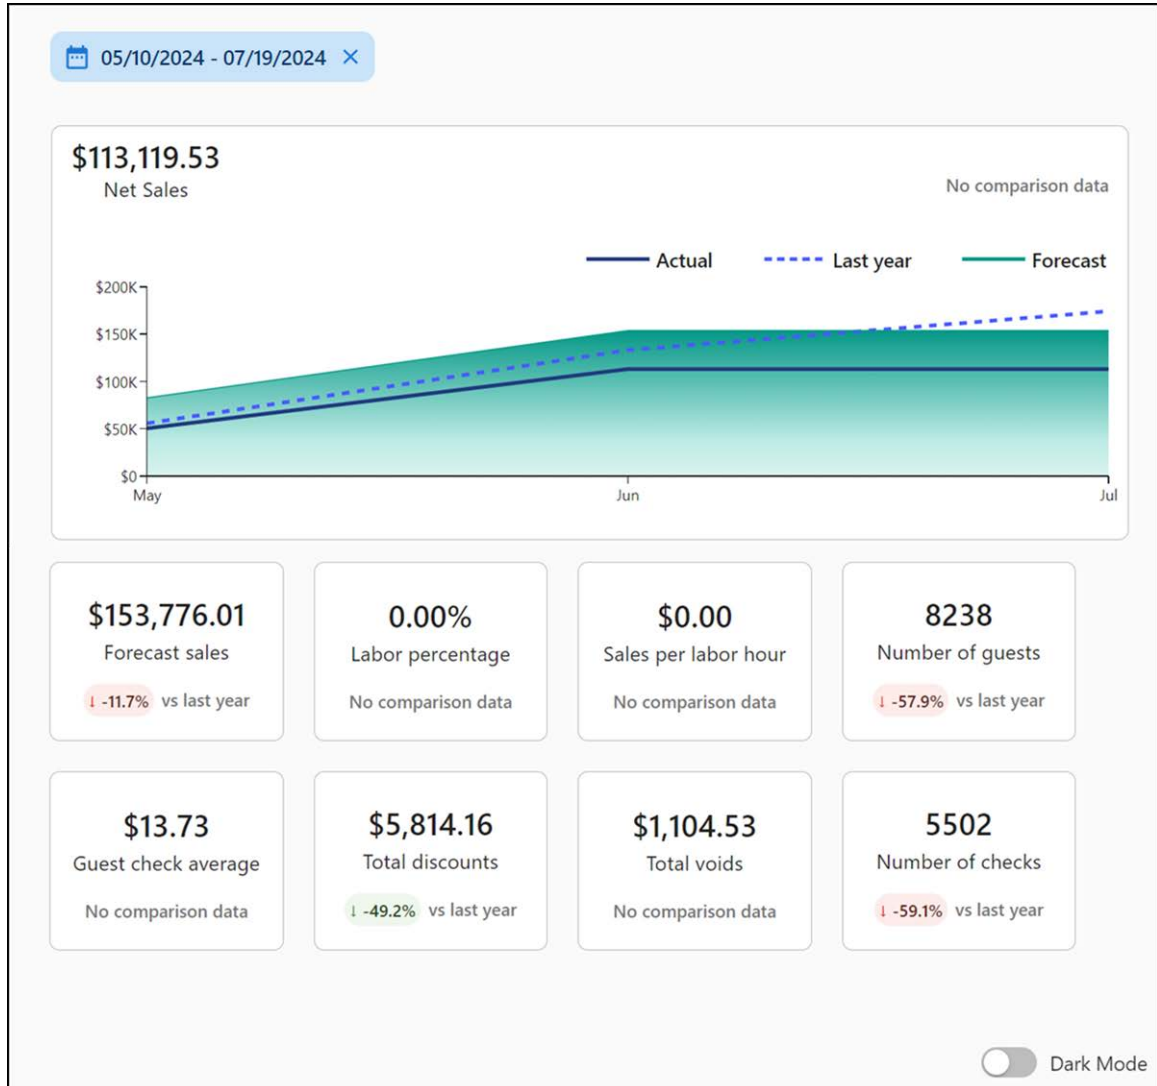 05/10/2024 - 07/19/2024
$113,119.53
Net Sales
No comparison data
Actual
Last year
Forecast
$200K
$150K
$100K
$50K
$0
May
Jun
Jul
$153,776.01
Forecast sales
↓ -11.7% vs last year
0.00%
Labor percentage
No comparison data
$0.00
Sales per labor hour
No comparison data
8238
Number of guests
↓ -57.9% vs last year
$13.73
Guest check average
No comparison data
$5,814.16
Total discounts
↓ -49.2% vs last year
$1,104.53
Total voids
No comparison data
5502
Number of checks
↓ -59.1% vs last year
Dark Mode